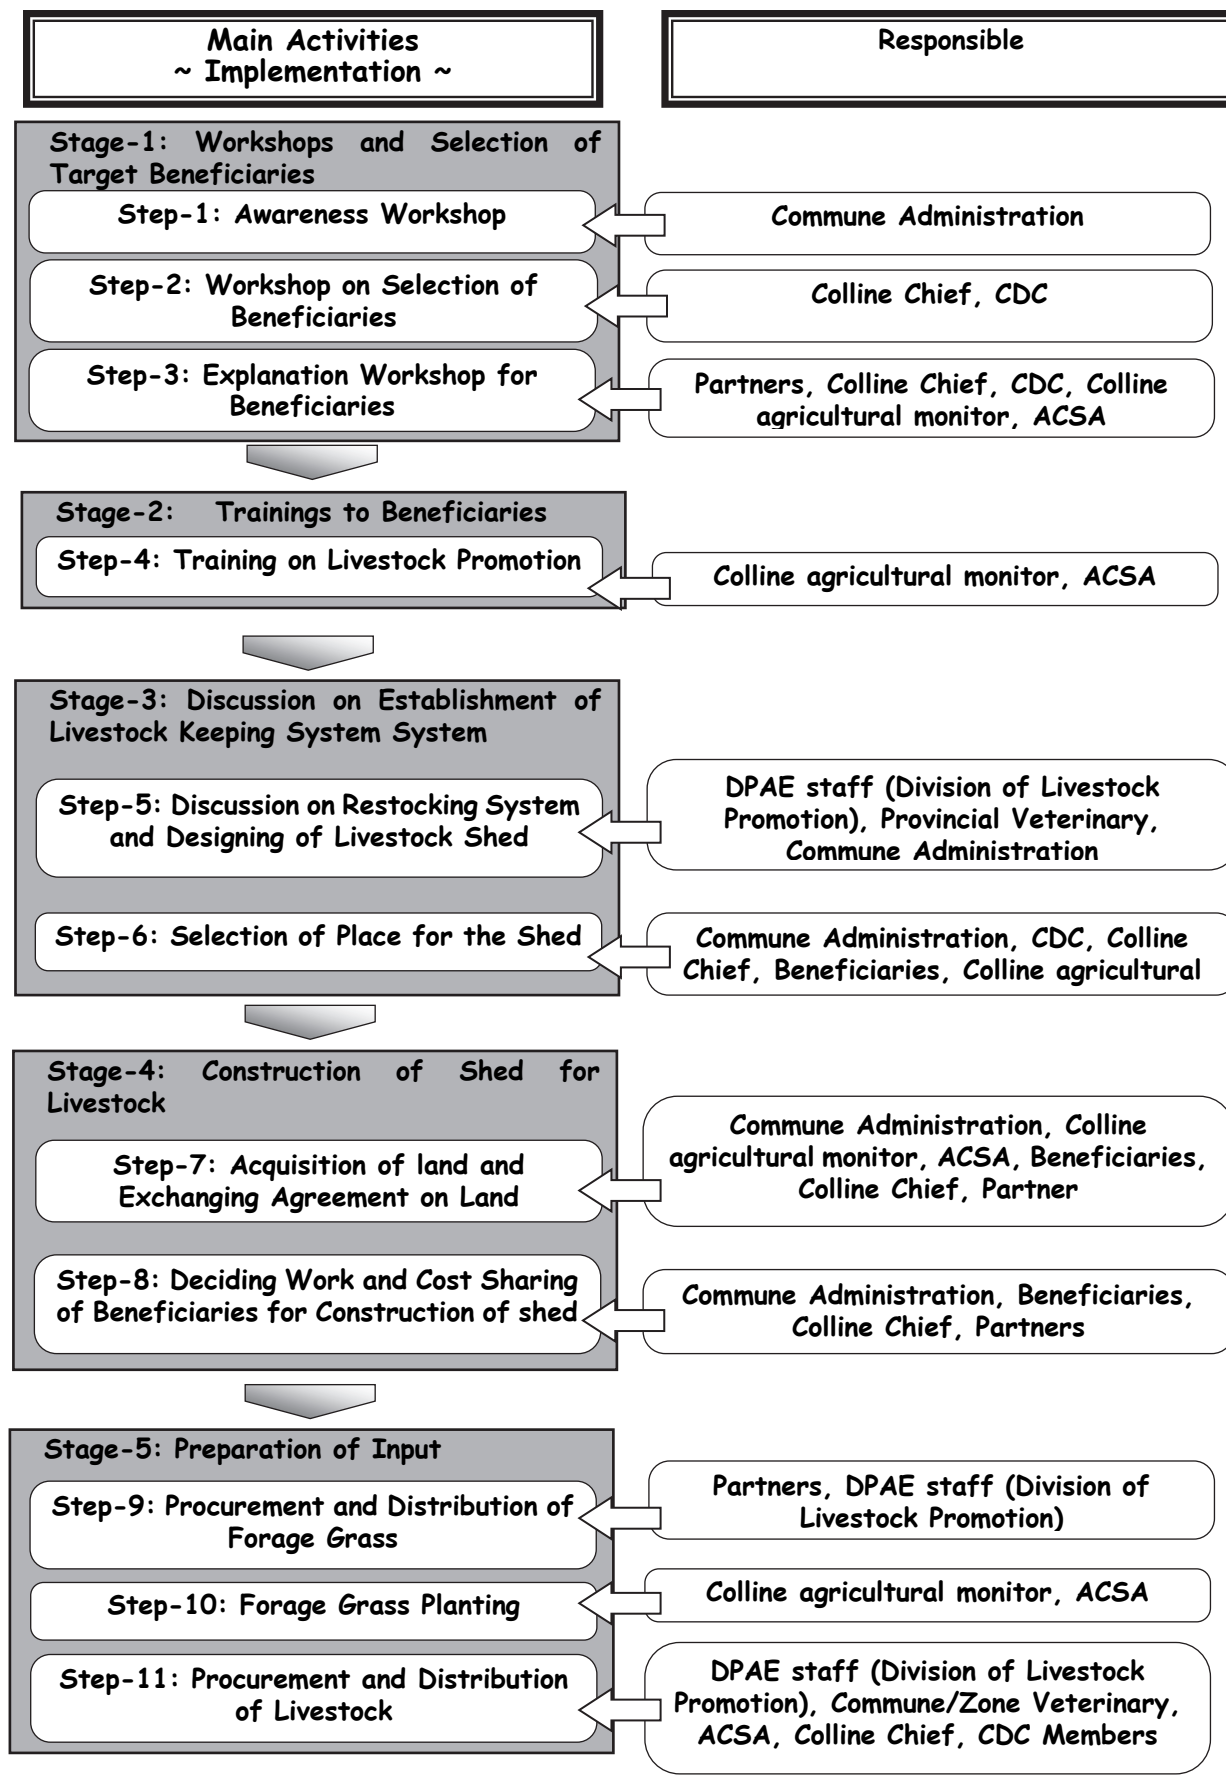 Main Activities
~ Implementation ~
Responsible
Stage-1: Workshops and Selection of
Target Beneficiaries
Step-1: Awareness Workshop
Commune Administration
Step-2: Workshop on Selection of
Beneficiaries
Colline Chief, CDC
Step-3: Explanation Workshop for
Beneficiaries
Partners, Colline Chief, CDC, Colline
agricultural monitor, ACSA
Stage-2: Trainings to Beneficiaries
Step-4: Training on Livestock Promotion
Colline agricultural monitor, ACSA
Stage-3: Discussion on Establishment of
Livestock Keeping System System
Step-5: Discussion on Restocking System
and Designing of Livestock Shed
DPAE staff (Division of Livestock
Promotion), Provincial Veterinary,
Commune Administration
Step-6: Selection of Place for the Shed
Commune Administration, CDC, Colline
Chief, Beneficiaries, Colline agricultural
Stage-4: Construction of Shed for
Livestock
Step-7: Acquisition of land and
Exchanging Agreement on Land
Commune Administration, Colline
agricultural monitor, ACSA, Beneficiaries,
Colline Chief, Partner
Step-8: Deciding Work and Cost Sharing
of Beneficiaries for Construction of shed
Commune Administration, Beneficiaries,
Colline Chief, Partners
Stage-5: Preparation of Input
Step-9: Procurement and Distribution of
Forage Grass
Partners, DPAE staff (Division of
Livestock Promotion)
Step-10: Forage Grass Planting
Colline agricultural monitor, ACSA
Step-11: Procurement and Distribution
of Livestock
DPAE staff (Division of Livestock
Promotion), Commune/Zone Veterinary,
ACSA, Colline Chief, CDC Members